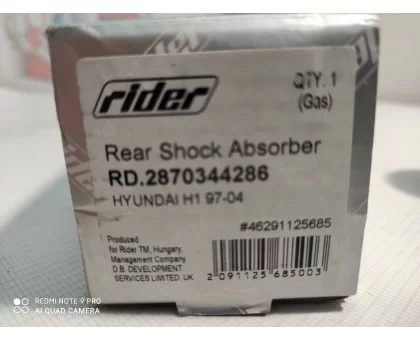 rider
QTY. 1
(Gas)
Rear Shock Absorber
RD.2870344286
HYUNDAI H1 97-04
#46291125685
Produced
for Rider TM, Hungary.
Management Company
D.B. DEVELOPMENT
SERVICES LIMITED, UK
2 091125 685003
REDMI NOTE 9 PRO
AI QUAD CAMERA